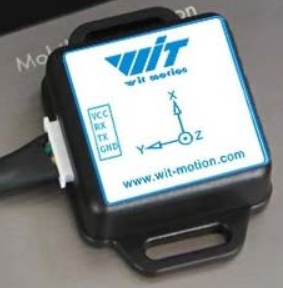 WIT
wit motion
VCC
RX
TX
GND
X
Y
Z
www.wit-motion.com